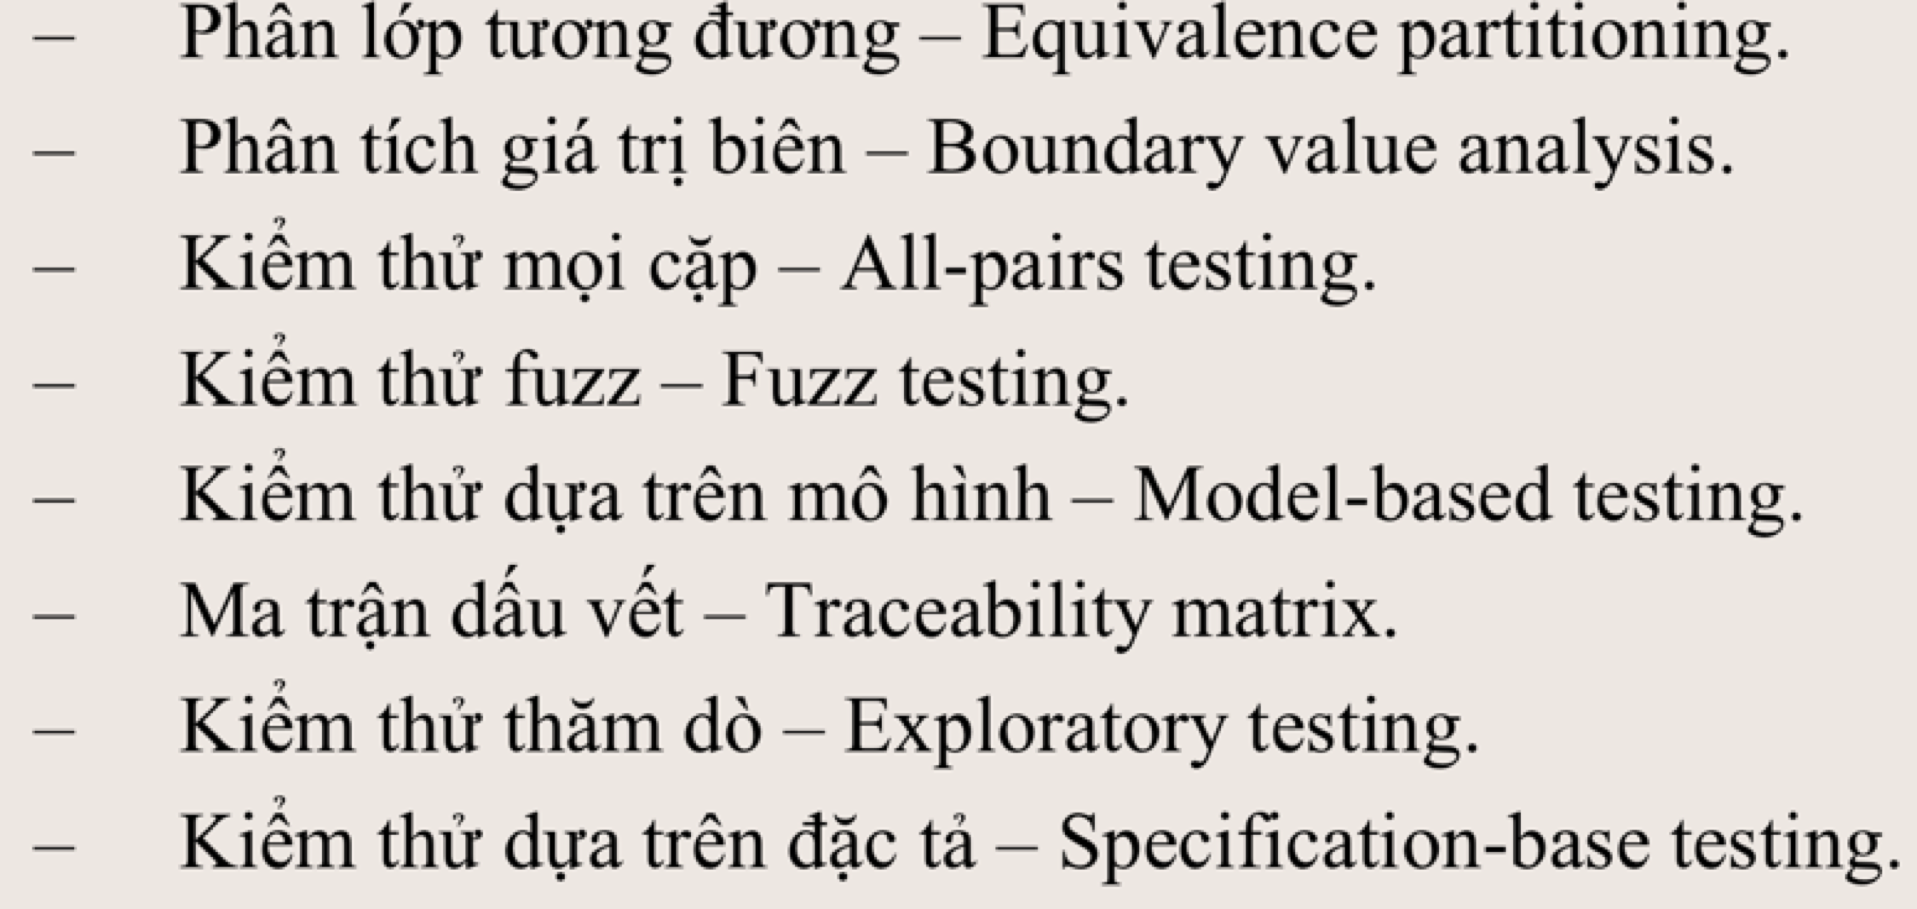 – Phân lớp tương đương – Equivalence partitioning.
– Phân tích giá trị biên – Boundary value analysis.
– Kiểm thử mọi cặp – All-pairs testing.
– Kiểm thử fuzz – Fuzz testing.
– Kiểm thử dựa trên mô hình – Model-based testing.
– Ma trận dấu vết – Traceability matrix.
– Kiểm thử thăm dò – Exploratory testing.
– Kiểm thử dựa trên đặc tả – Specification-base testing.